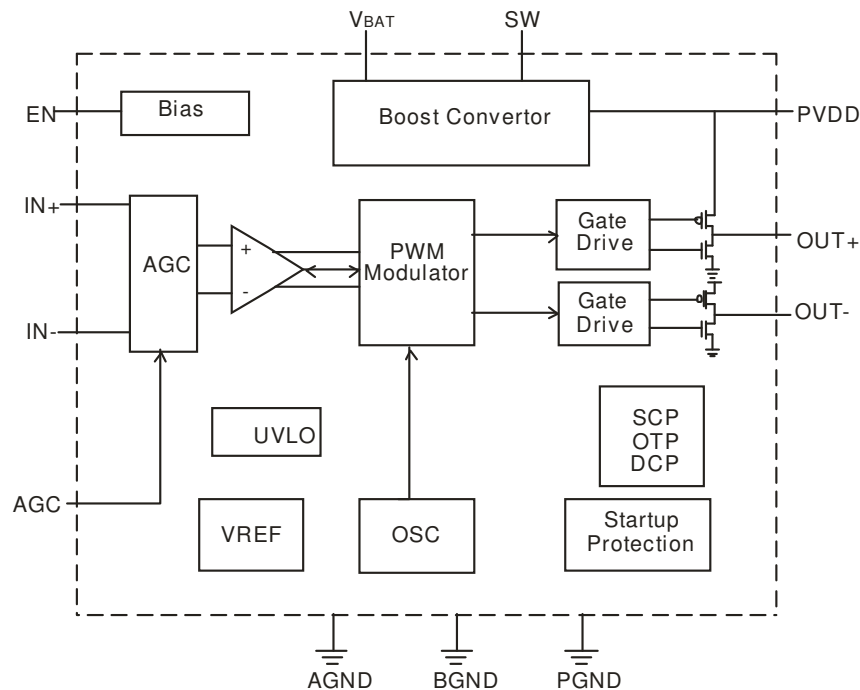 VBAT
SW
EN
Bias
Boost Convertor
PVDD
IN+
AGC
+
-
PWM
Modulator
Gate
Drive
OUT+
IN-
Gate
Drive
OUT-
UVLO
SCP
OTP
DCP
AGC
VREF
OSC
Startup
Protection
AGND
BGND
PGND